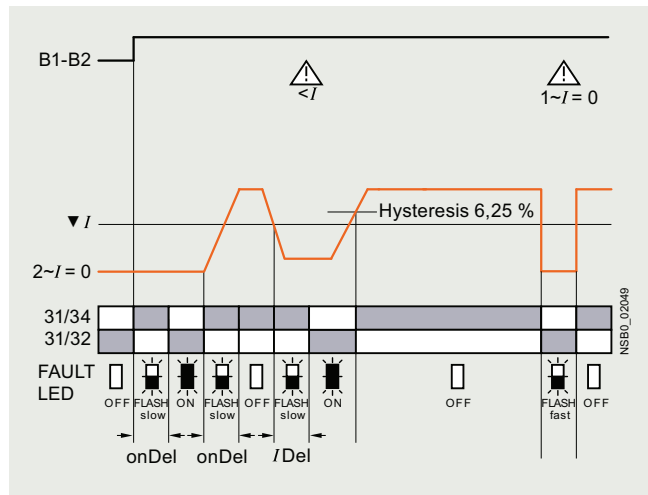 B1-B2
<I
1~I = 0
Hysteresis 6,25 %
▼ I
2~I = 0
31/34
31/32
NSB0_02049
FAULT
LED
OFF FLASH ON FLASH OFF FLASH ON OFF FLASH OFF
slow slow slow fast
onDel onDel I Del